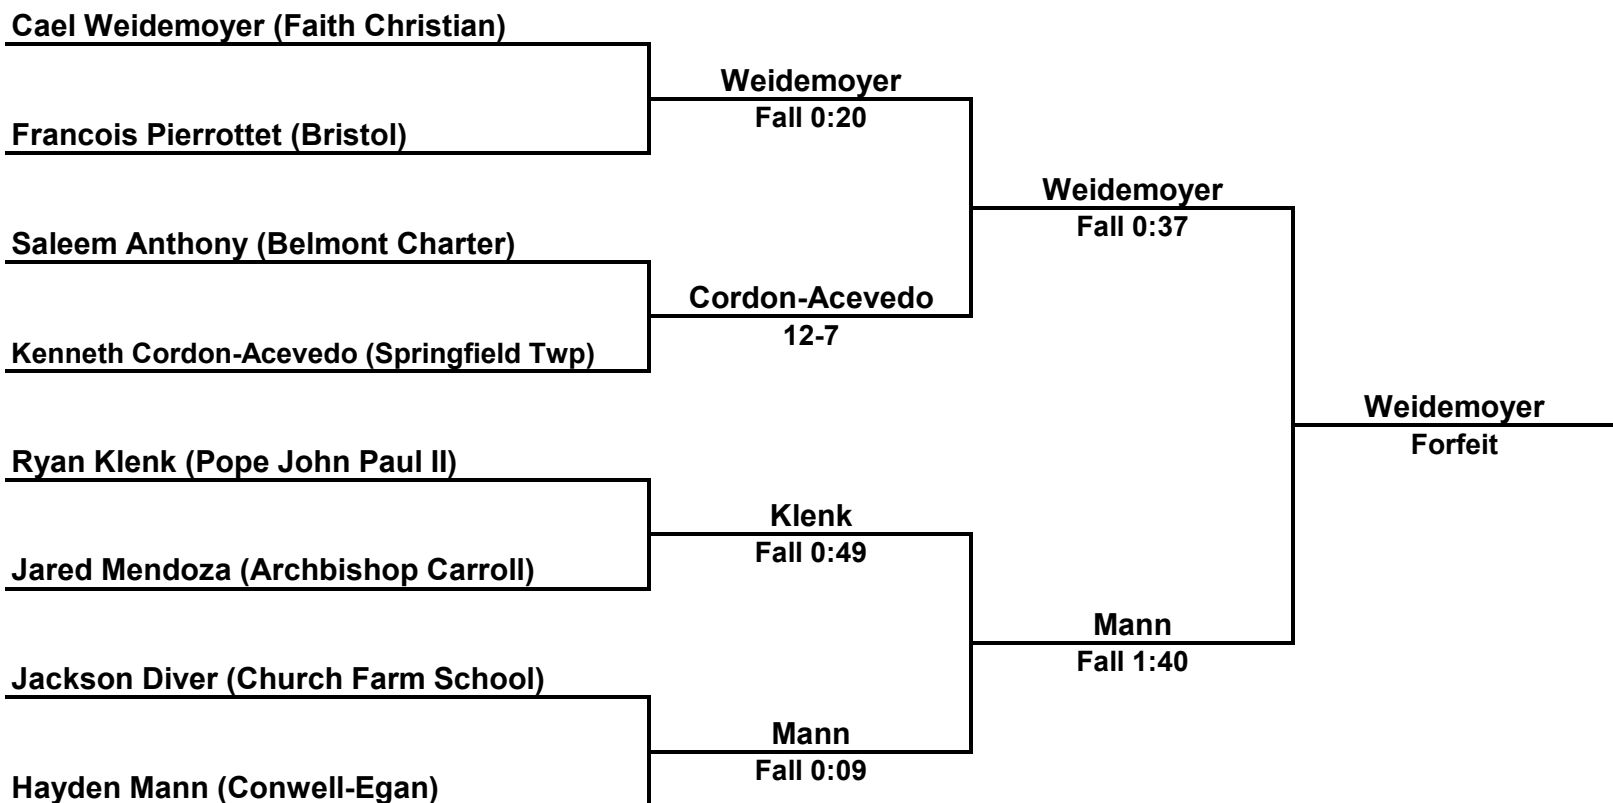 Cael Weidemoyer (Faith Christian)
Weidemoyer
Fall 0:20
Francois Pierrottet (Bristol)
Weidemoyer
Fall 0:37
Saleem Anthony (Belmont Charter)
Cordon-Acevedo
12-7
Kenneth Cordon-Acevedo (Springfield Twp)
Weidemoyer
Forfeit
Ryan Klenk (Pope John Paul II)
Klenk
Fall 0:49
Jared Mendoza (Archbishop Carroll)
Mann
Fall 1:40
Jackson Diver (Church Farm School)
Mann
Fall 0:09
Hayden Mann (Conwell-Egan)